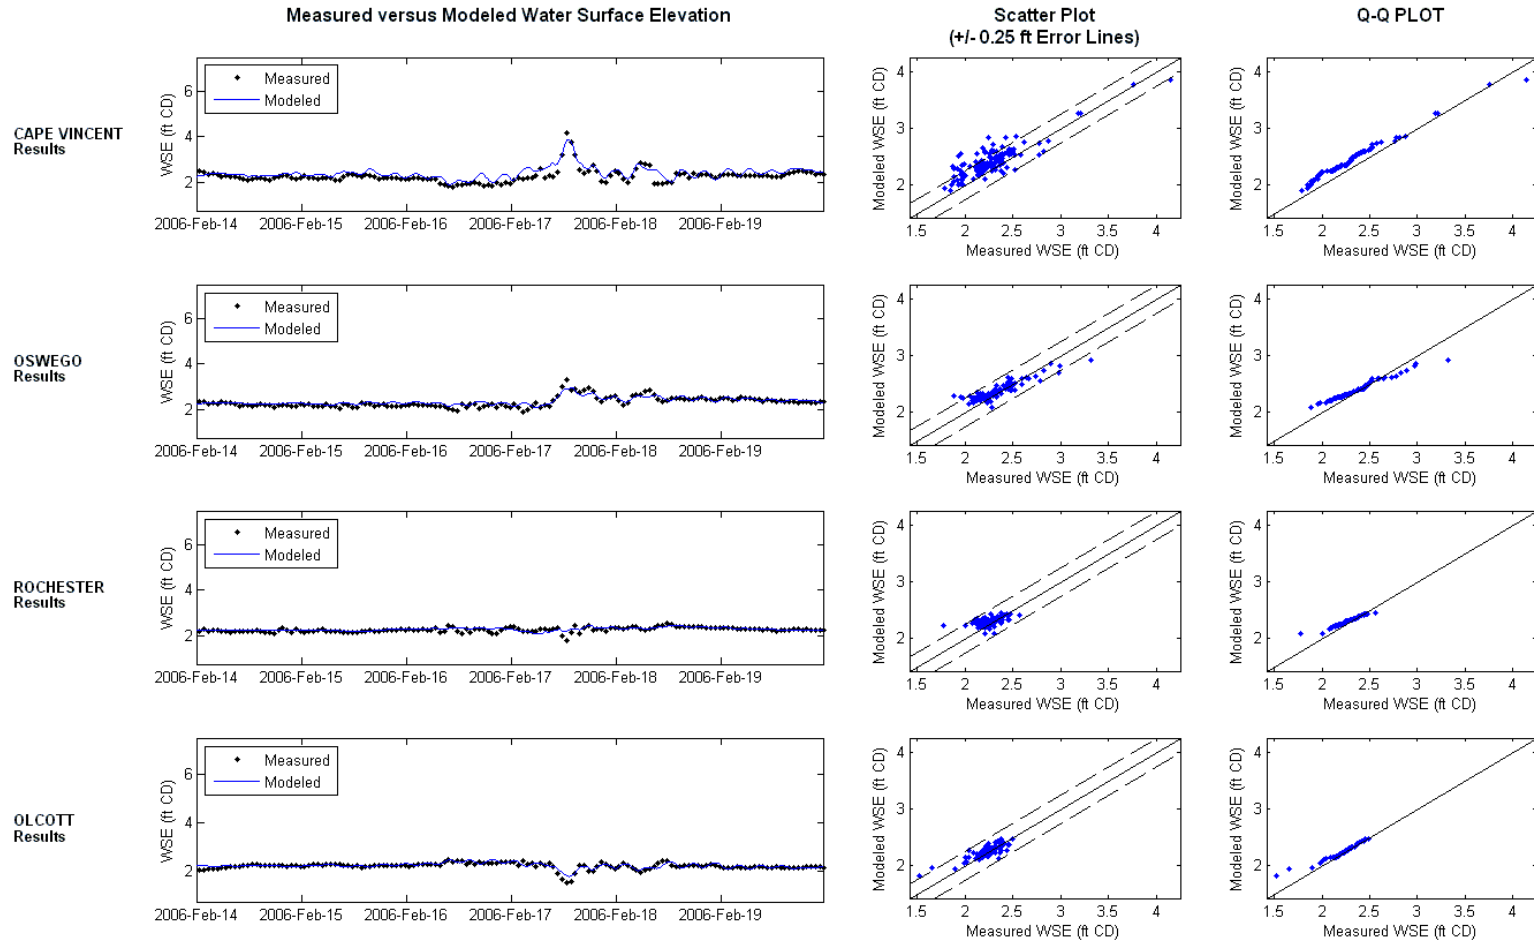 Measured versus Modeled Water Surface Elevation
Scatter Plot
(+/- 0.25 ft Error Lines)
Q-Q PLOT
CAPE VINCENT
Results
WSE (ft CD)
6
4
2
Measured
Modeled
2006-Feb-14 2006-Feb-15 2006-Feb-16 2006-Feb-17 2006-Feb-18 2006-Feb-19
Modeled WSE (ft CD)
4
3
2
1.5 2 2.5 3 3.5 4
Measured WSE (ft CD)
Modeled WSE (ft CD)
4
3
2
1.5 2 2.5 3 3.5 4
Measured WSE (ft CD)
OSWEGO
Results
WSE (ft CD)
6
4
2
Measured
Modeled
2006-Feb-14 2006-Feb-15 2006-Feb-16 2006-Feb-17 2006-Feb-18 2006-Feb-19
Modeled WSE (ft CD)
4
3
2
1.5 2 2.5 3 3.5 4
Measured WSE (ft CD)
Modeled WSE (ft CD)
4
3
2
1.5 2 2.5 3 3.5 4
Measured WSE (ft CD)
ROCHESTER
Results
WSE (ft CD)
6
4
2
Measured
Modeled
2006-Feb-14 2006-Feb-15 2006-Feb-16 2006-Feb-17 2006-Feb-18 2006-Feb-19
Modeled WSE (ft CD)
4
3
2
1.5 2 2.5 3 3.5 4
Measured WSE (ft CD)
Modeled WSE (ft CD)
4
3
2
1.5 2 2.5 3 3.5 4
Measured WSE (ft CD)
OLCOTT
Results
WSE (ft CD)
6
4
2
Measured
Modeled
2006-Feb-14 2006-Feb-15 2006-Feb-16 2006-Feb-17 2006-Feb-18 2006-Feb-19
Modeled WSE (ft CD)
4
3
2
1.5 2 2.5 3 3.5 4
Measured WSE (ft CD)
Modeled WSE (ft CD)
4
3
2
1.5 2 2.5 3 3.5 4
Measured WSE (ft CD)